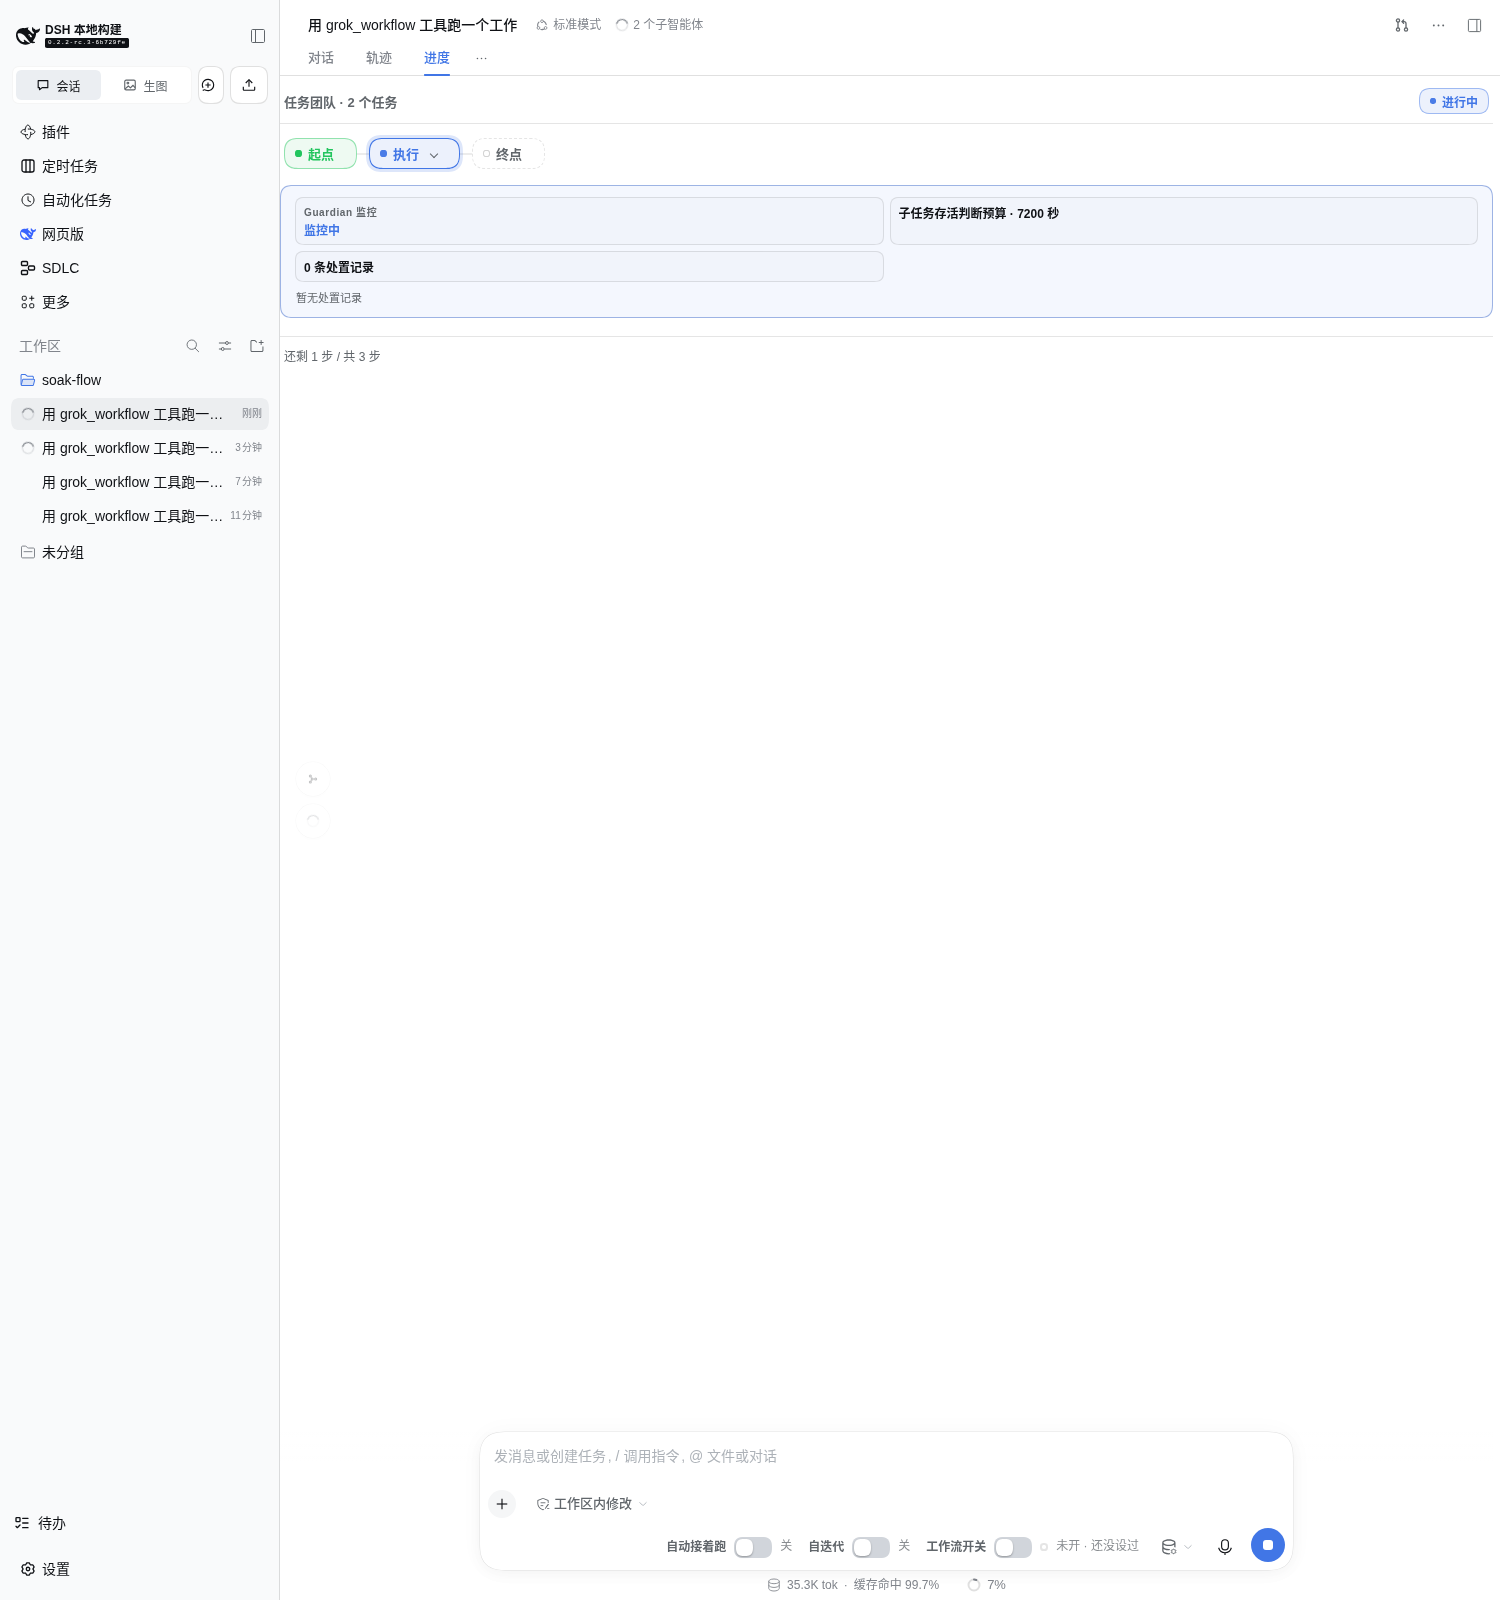 DSH 本地构建
0.2.2-rc.3-6b729fe
会话
生图
插件
定时任务
自动化任务
网页版
SDLC
更多
工作区
soak-flow
用 grok_workflow 工具跑一… 刚刚
用 grok_workflow 工具跑一… 3分钟
用 grok_workflow 工具跑一… 7分钟
用 grok_workflow 工具跑一… 11分钟
未分组
待办
设置
用 grok_workflow 工具跑一个工作 标准模式 2 个子智能体
对话 轨迹 进度 ···
任务团队 · 2 个任务 进行中
起点 执行 终点
Guardian 监控
监控中
子任务存活判断预算 · 7200 秒
0 条处置记录
暂无处置记录
还剩 1 步 / 共 3 步
发消息或创建任务, / 调用指令, @ 文件或对话
工作区内修改
自动接着跑 关 自迭代 关 工作流开关 未开 · 还没设过
35.3K tok · 缓存命中 99.7% 7%